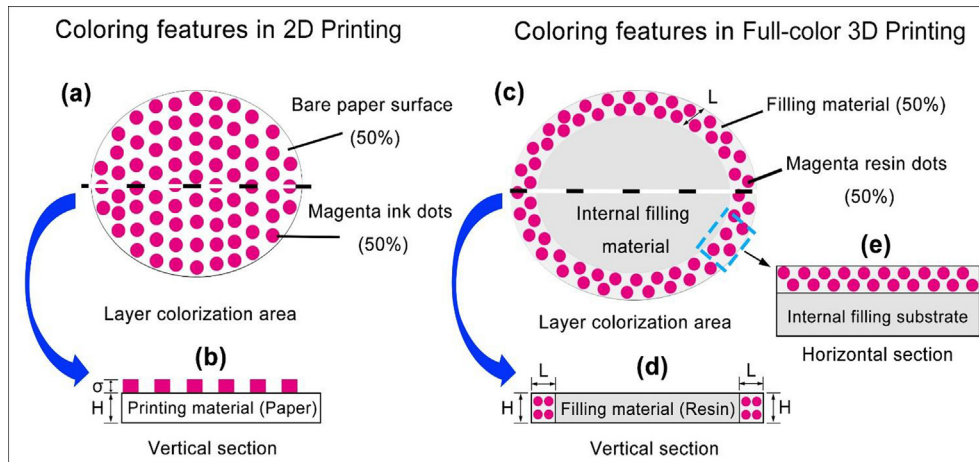 Coloring features in 2D Printing
(a)
Bare paper surface
(50%)
Magenta ink dots
(50%)
Layer colorization area
(b)
σ
H
Printing material (Paper)
Vertical section
Coloring features in Full-color 3D Printing
(c)
L
Filling material (50%)
Magenta resin dots
(50%)
Internal filling
material
Layer colorization area
(e)
Internal filling substrate
Horizontal section
(d)
L
L
H
Filling material (Resin)
H
Vertical section